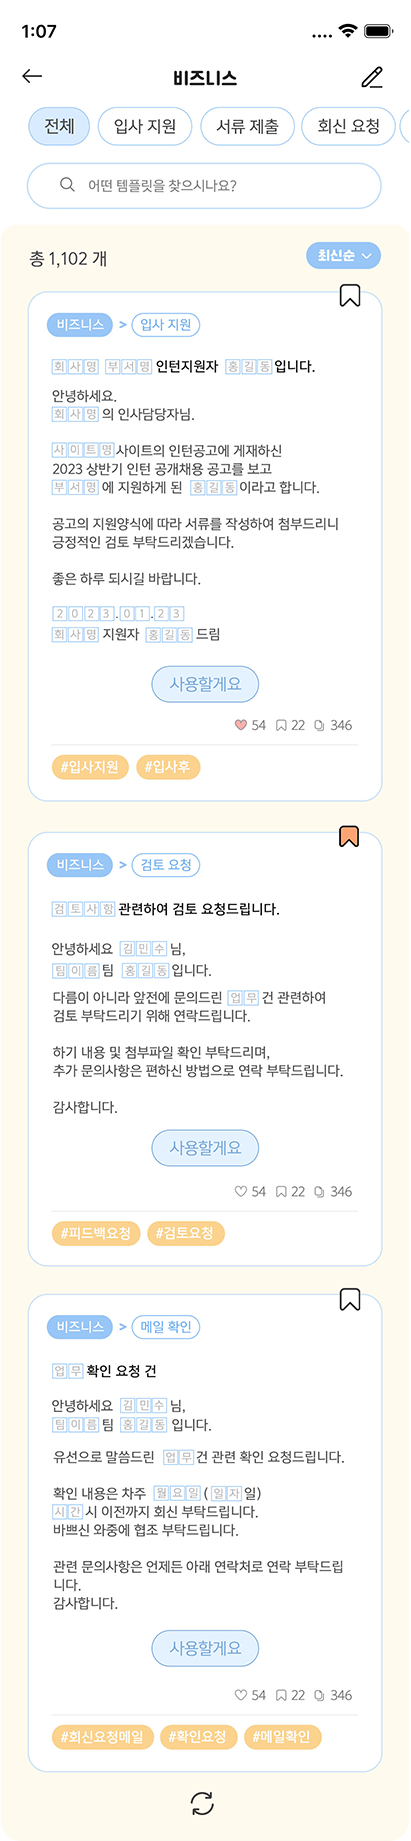 1:07
비즈니스
전체 입사 지원 서류 제출 회신 요청
어떤 템플릿을 찾으시나요?
총 1,102 개 최신순
비즈니스 > 입사 지원
회사명 부서명 인턴지원자 홍길동입니다.
안녕하세요.
회사명의 인사담당자님.
사이트명사이트의 인턴공고에 게재하신
2023 상반기 인턴 공개채용 공고를 보고
부서명에 지원하게 된 홍길동이라고 합니다.
공고의 지원양식에 따라 서류를 작성하여 첨부드리니
긍정적인 검토 부탁드리겠습니다.
좋은 하루 되시길 바랍니다.
2023.01.23
회사명 지원자 홍길동 드림
사용할게요
54 22 346
#입사지원 #입사후
비즈니스 > 검토 요청
검토사항 관련하여 검토 요청드립니다.
안녕하세요 김민수 님,
팀이름 팀 홍길동 입니다.
다름이 아니라 앞전에 문의드린 업무 건 관련하여
검토 부탁드리기 위해 연락드립니다.
하기 내용 및 첨부파일 확인 부탁드리며,
추가 문의사항은 편하신 방법으로 연락 부탁드립니다.
감사합니다.
사용할게요
54 22 346
#피드백요청 #검토요청
비즈니스 > 메일 확인
업무 확인 요청 건
안녕하세요 김민수 님,
팀이름 팀 홍길동 입니다.
유선으로 말씀드린 업무 건 관련 확인 요청드립니다.
확인 내용은 차주 월요일 (일자일)
시간 시 이전까지 회신 부탁드립니다.
바쁘신 와중에 협조 부탁드립니다.
관련 문의사항은 언제든 아래 연락처로 연락 부탁드립
니다.
감사합니다.
사용할게요
54 22 346
#회신요청메일 #확인요청 #메일확인